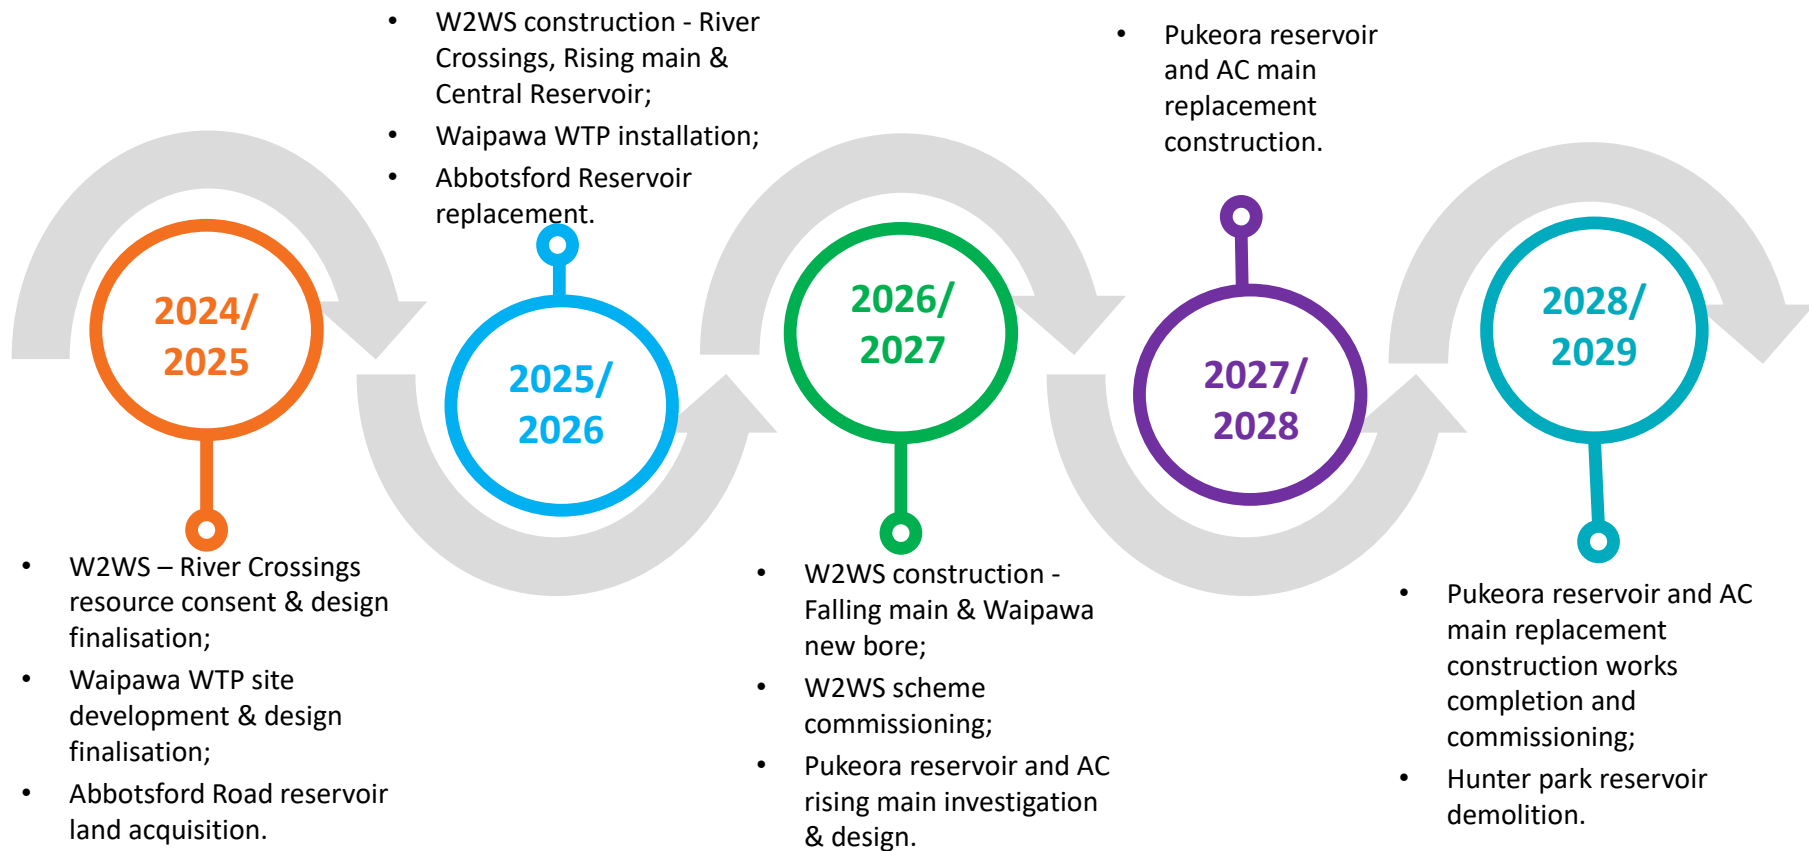 2024/
2025
• W2WS – River Crossings
resource consent & design
finalisation;
• Waipawa WTP site
development & design
finalisation;
• Abbotsford Road reservoir
land acquisition.
• W2WS construction - River
Crossings, Rising main &
Central Reservoir;
• Waipawa WTP installation;
• Abbotsford Reservoir
replacement.
2025/
2026
2026/
2027
• W2WS construction -
Falling main & Waipawa
new bore;
• W2WS scheme
commissioning;
• Pukeora reservoir and AC
rising main investigation
& design.
• Pukeora reservoir
and AC main
replacement
construction.
2027/
2028
2028/
2029
• Pukeora reservoir and AC
main replacement
construction works
completion and
commissioning;
• Hunter park reservoir
demolition.